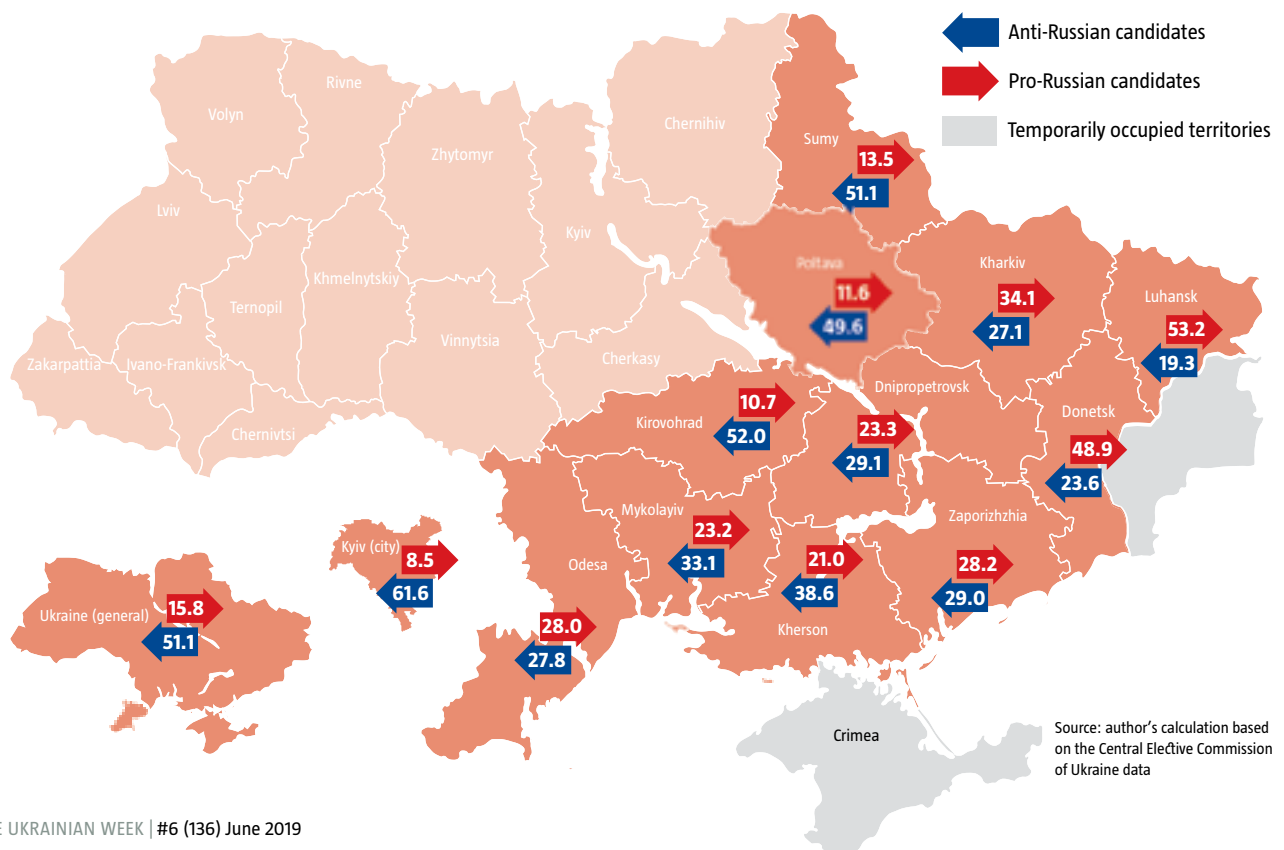 Anti-Russian candidates
Pro-Russian candidates
Temporarily occupied territories
Volyn
Rivne
Zhytomyr
Chernihiv
Sumy
13.5
51.1
Lviv
Kyiv
Poltava
11.6
49.6
Kharkiv
34.1
27.1
Luhansk
53.2
19.3
Ternopil
Khmelnytskiy
Vinnytsia
Zakarpattia
Ivano-Frankivsk
Cherkasy
Chernivtsi
Kirovohrad
10.7
52.0
Dnipropetrovsk
23.3
29.1
Donetsk
48.9
23.6
Mykolayiv
23.2
33.1
Zaporizhzhia
28.2
29.0
Kyiv (city)
8.5
61.6
Odesa
28.0
27.8
21.0
38.6
Kherson
Ukraine (general)
15.8
51.1
Crimea
Source: author's calculation based
on the Central Elective Commission
of Ukraine data
E UKRAINIAN WEEK | #6 (136) June 2019